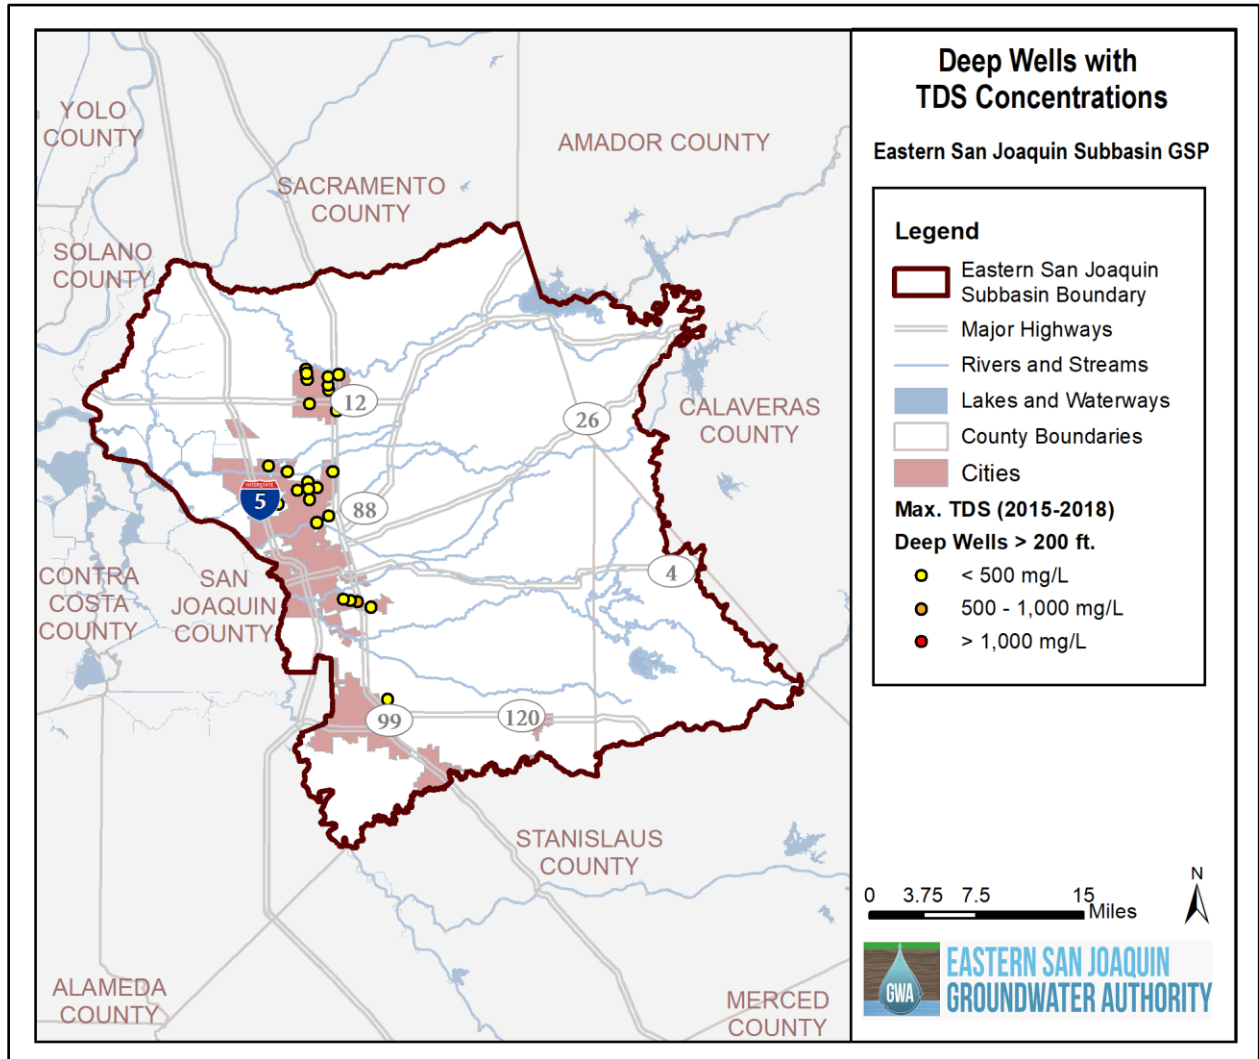 Deep Wells with
TDS Concentrations
Eastern San Joaquin Subbasin GSP
Legend
Eastern San Joaquin
Subbasin Boundary
Major Highways
Rivers and Streams
Lakes and Waterways
County Boundaries
Cities
Max. TDS (2015-2018)
Deep Wells > 200 ft.
< 500 mg/L
500 - 1,000 mg/L
> 1,000 mg/L
YOLO
COUNTY
AMADOR COUNTY
SACRAMENTO
COUNTY
SOLANO
COUNTY
12
26
CALAVERAS
COUNTY
INTERSTATE
5
88
4
CONTRA
COSTA
COUNTY
SAN
JOAQUIN
COUNTY
99
120
STANISLAUS
COUNTY
ALAMEDA
COUNTY
MERCED
COUNTY
N
0 3.75 7.5 15
Miles
GWA
EASTERN SAN JOAQUIN
GROUNDWATER AUTHORITY